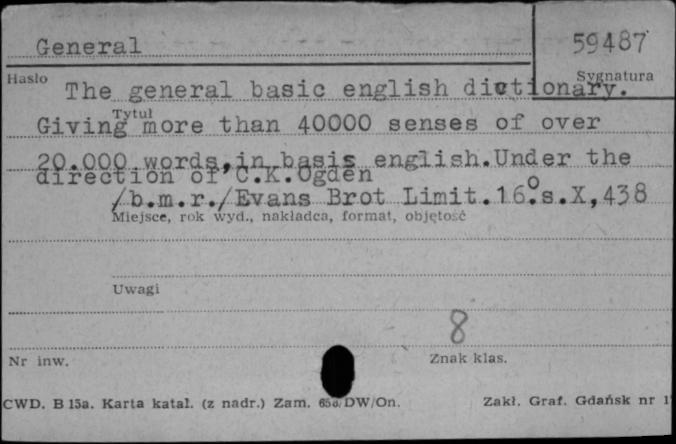 General
59487
Hasło
Sygnatura
The general basic english dictionary.
Tytuł
Giving more than 40000 senses of over
20.000 words,in basis english.Under the
direction of C.K.Ogden
/b.m.r./Evans Brot Limit.16°.s.X,438
Miejsce, rok wyd., nakładca, format, objętość
Uwagi
8
Nr inw.
Znak klas.
CWD. B 15a. Karta katal. (z nadr.) Zam. DW/On.
Zakł. Graf. Gdańsk nr